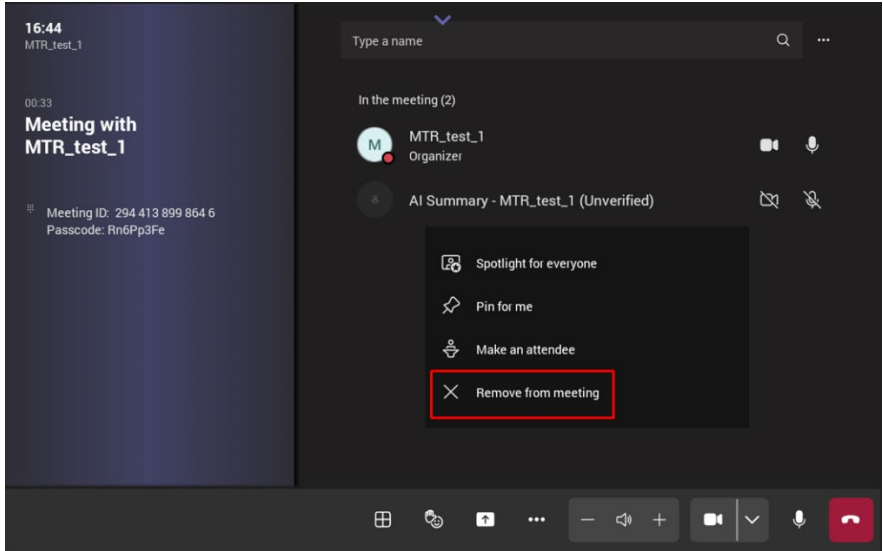 16:44
MTR_test_1
00:33
Meeting with
MTR_test_1
Meeting ID: 294 413 899 864 6
Passcode: Rn6Pp3Fe
Type a name
In the meeting (2)
M
MTR_test_1
Organizer
AI Summary - MTR_test_1 (Unverified)
Spotlight for everyone
Pin for me
Make an attendee
Remove from meeting